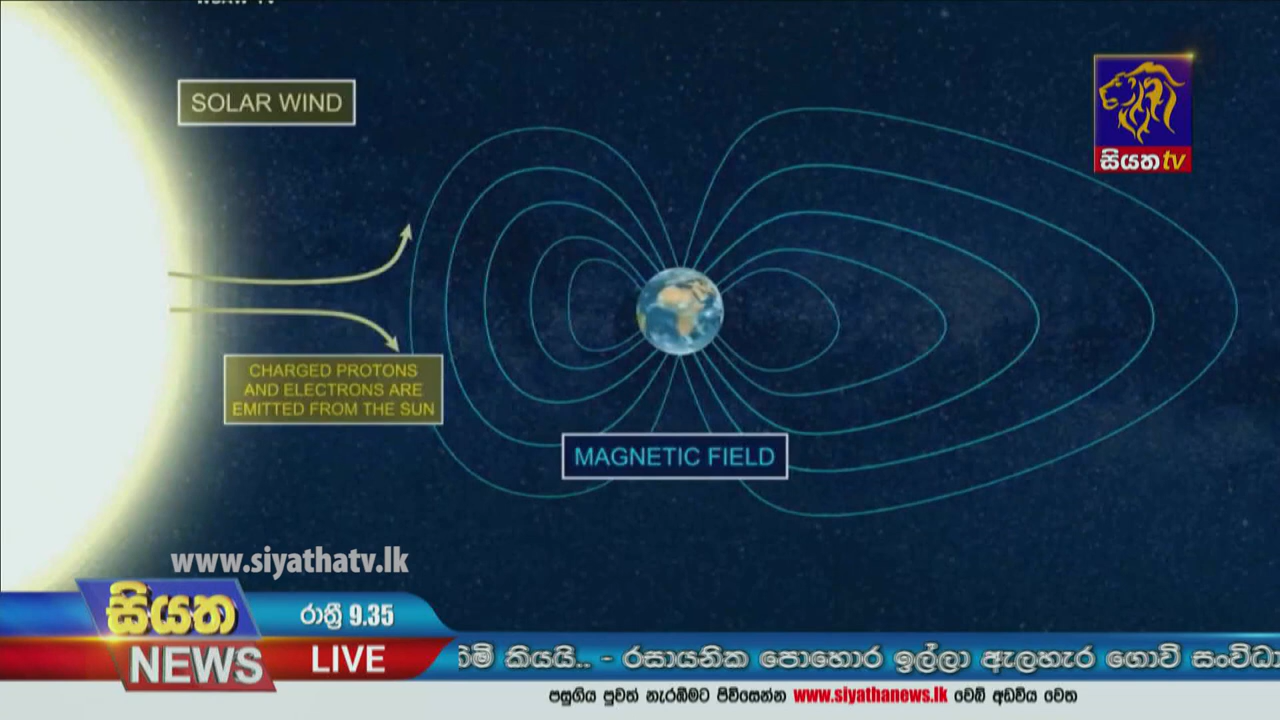 SOLAR WIND
සියත tv
CHARGED PROTONS
AND ELECTRONS ARE
EMITTED FROM THE SUN
MAGNETIC FIELD
www.siyathatv.lk
සියත
NEWS
රාත්‍රී 9.35
LIVE
කියයි.. - රසායනික පොහොර ඉල්ලා ඇලහැර ගොවි
පසුගිය පුවත් නැරඹීමට පිවිසෙන්න www.siyathanews.lk වෙබ් අඩවිය වෙත